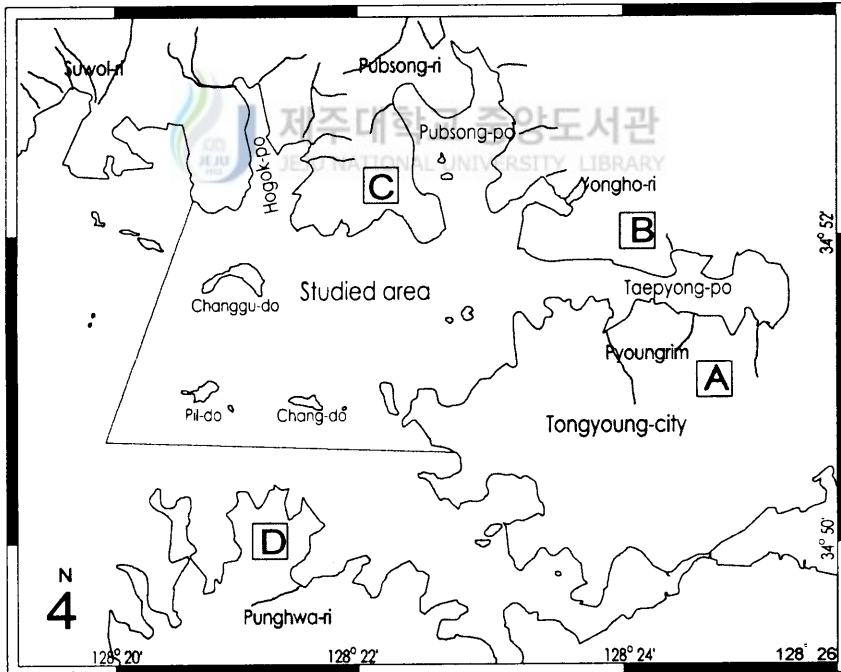 Suwol-ri
Pubsong-ri
제주대학교 중앙도서관
JEJU NATIONAL UNIVERSITY LIBRARY
JEJU
1952
Pubsong-po
Hogok-po
C
Yongho-ri
B
34° 52'
Changgu-do
Studied area
Taepyong-po
Pyoungrim
A
Pil-do
Chang-do
Tongyoung-city
D
34° 50'
N
4
Punghwa-ri
128° 20'
128° 22'
128° 24'
128° 26'